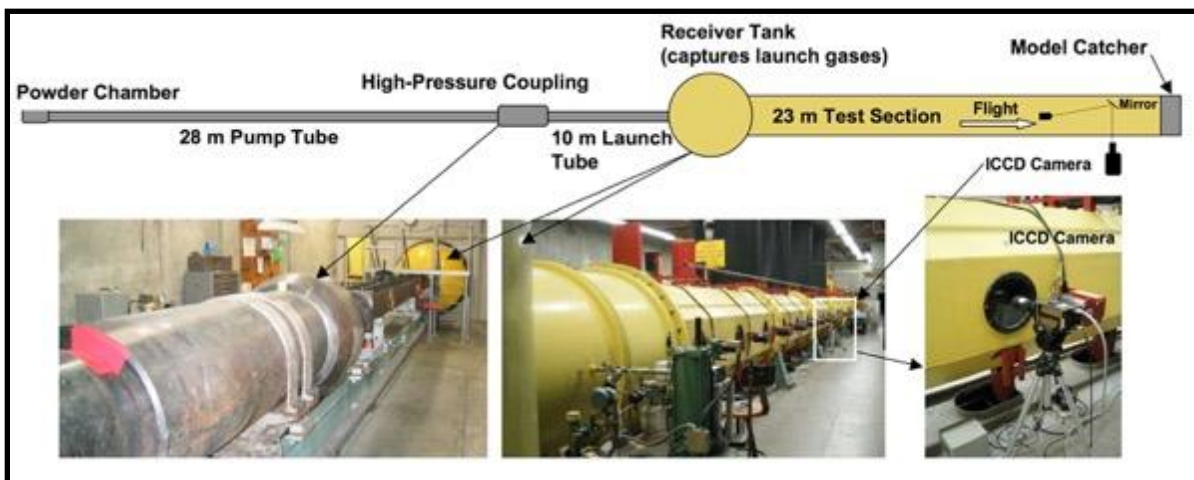 Receiver Tank
(captures launch gases)
Model Catcher
High-Pressure Coupling
Powder Chamber
Mirror
23 m Test Section
Flight
28 m Pump Tube
10 m Launch
Tube
ICCD Camera
ICCD Camera